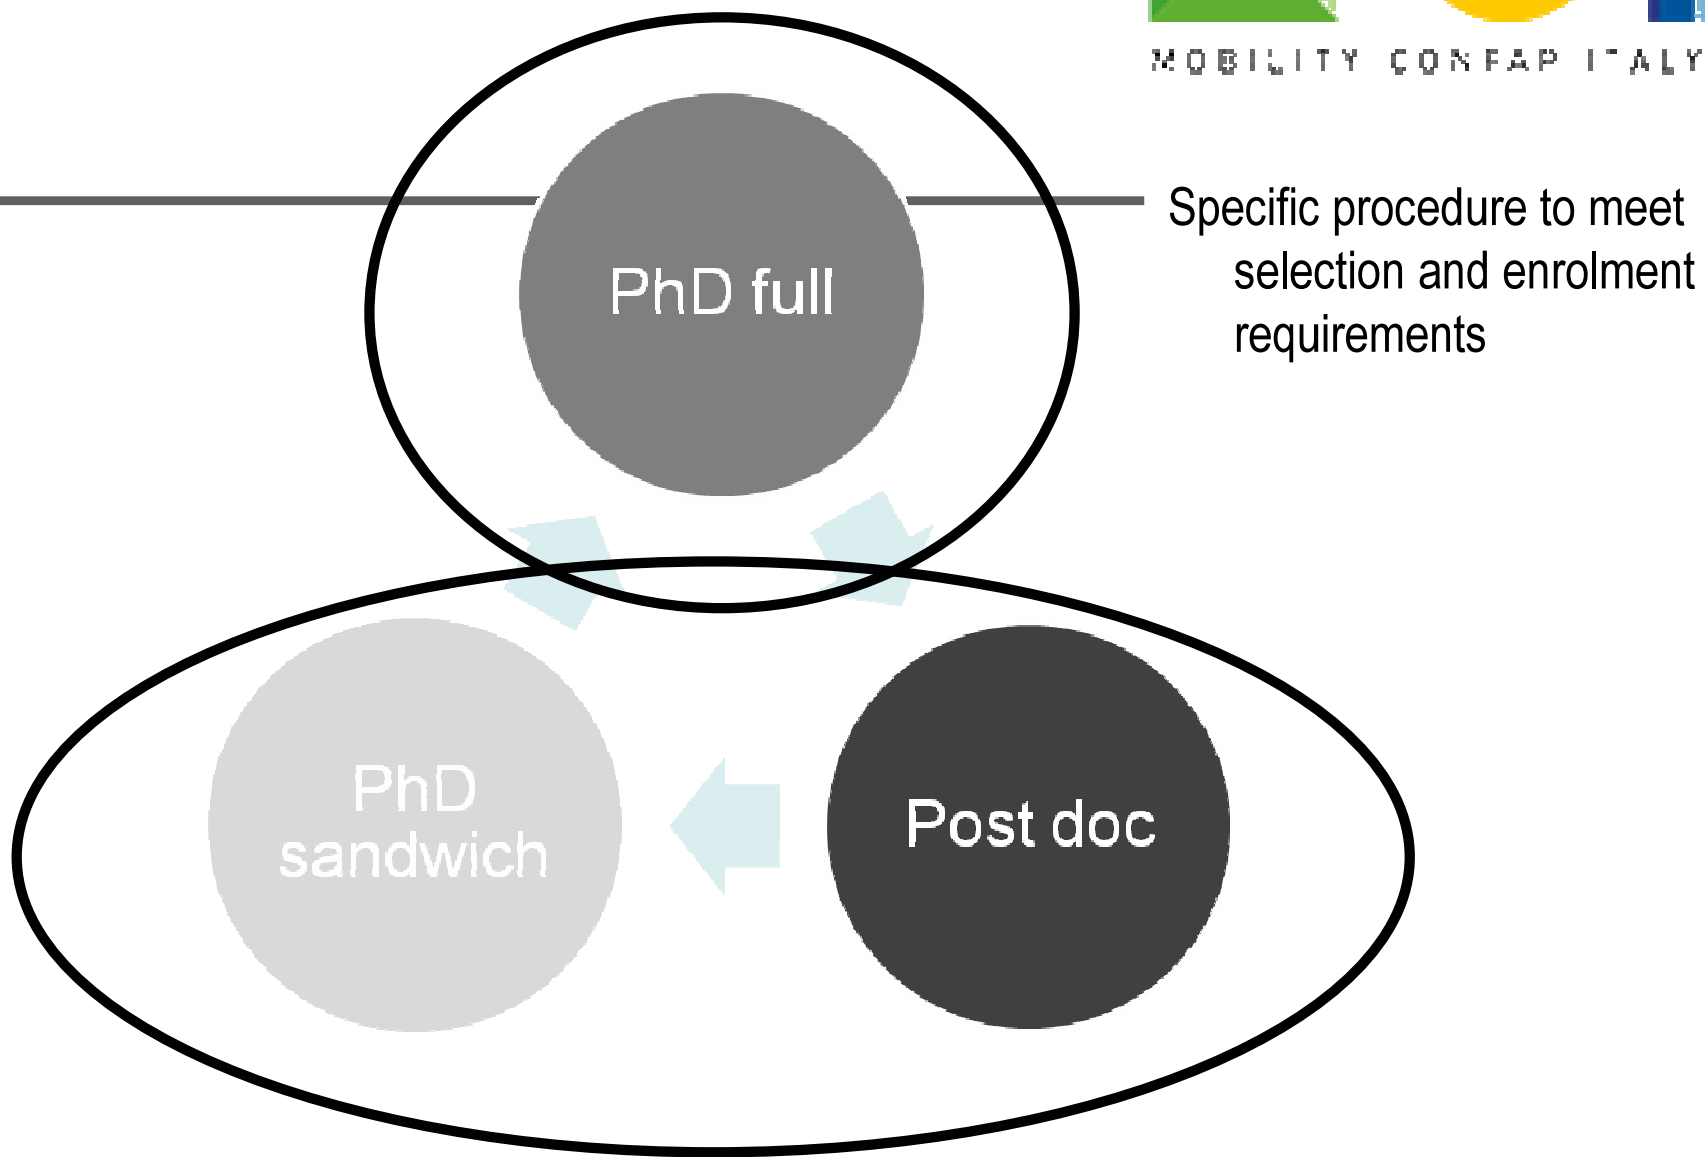 MOBILITY CONFAP ITALY
Specific procedure to meet
selection and enrolment
requirements
PhD full
PhD
sandwich
Post doc